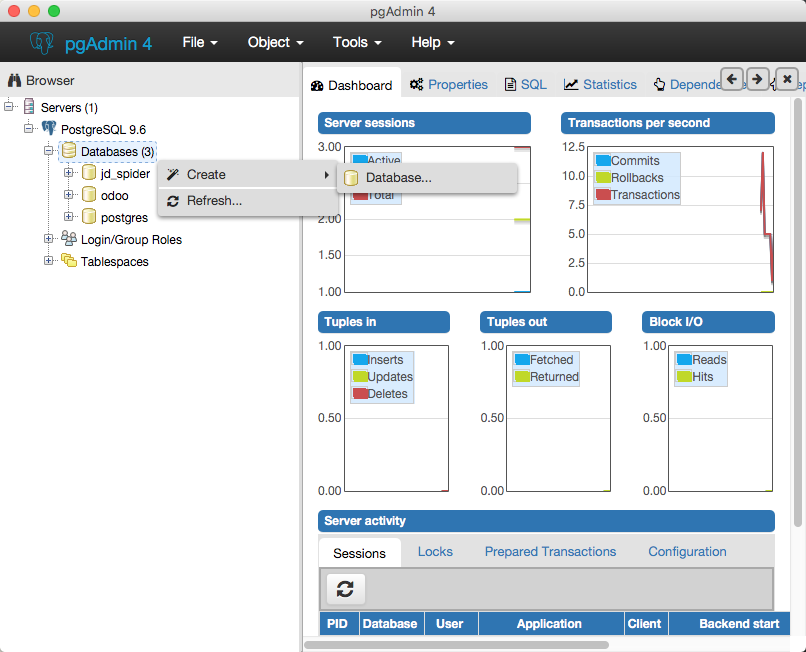 pgAdmin 4
pgAdmin 4 File Object Tools Help
Browser
Servers (1)
PostgreSQL 9.6
Databases (3)
jd_spider
odoo
postgres
Login/Group Roles
Tablespaces
Create
Refresh...
Database...
Dashboard Properties SQL Statistics
Server sessions
3.00
2.00
1.50
1.00
Active
Total
Transactions per second
12.5
10.0
7.5
5.0
2.5
0.0
Commits
Rollbacks
Transactions
Tuples in
1.00
0.50
0.00
Inserts
Updates
Deletes
Tuples out
1.00
0.50
0.00
Fetched
Returned
Block I/O
1.00
0.50
0.00
Reads
Hits
Server activity
Sessions Locks Prepared Transactions Configuration
PID Database User Application Client Backend start